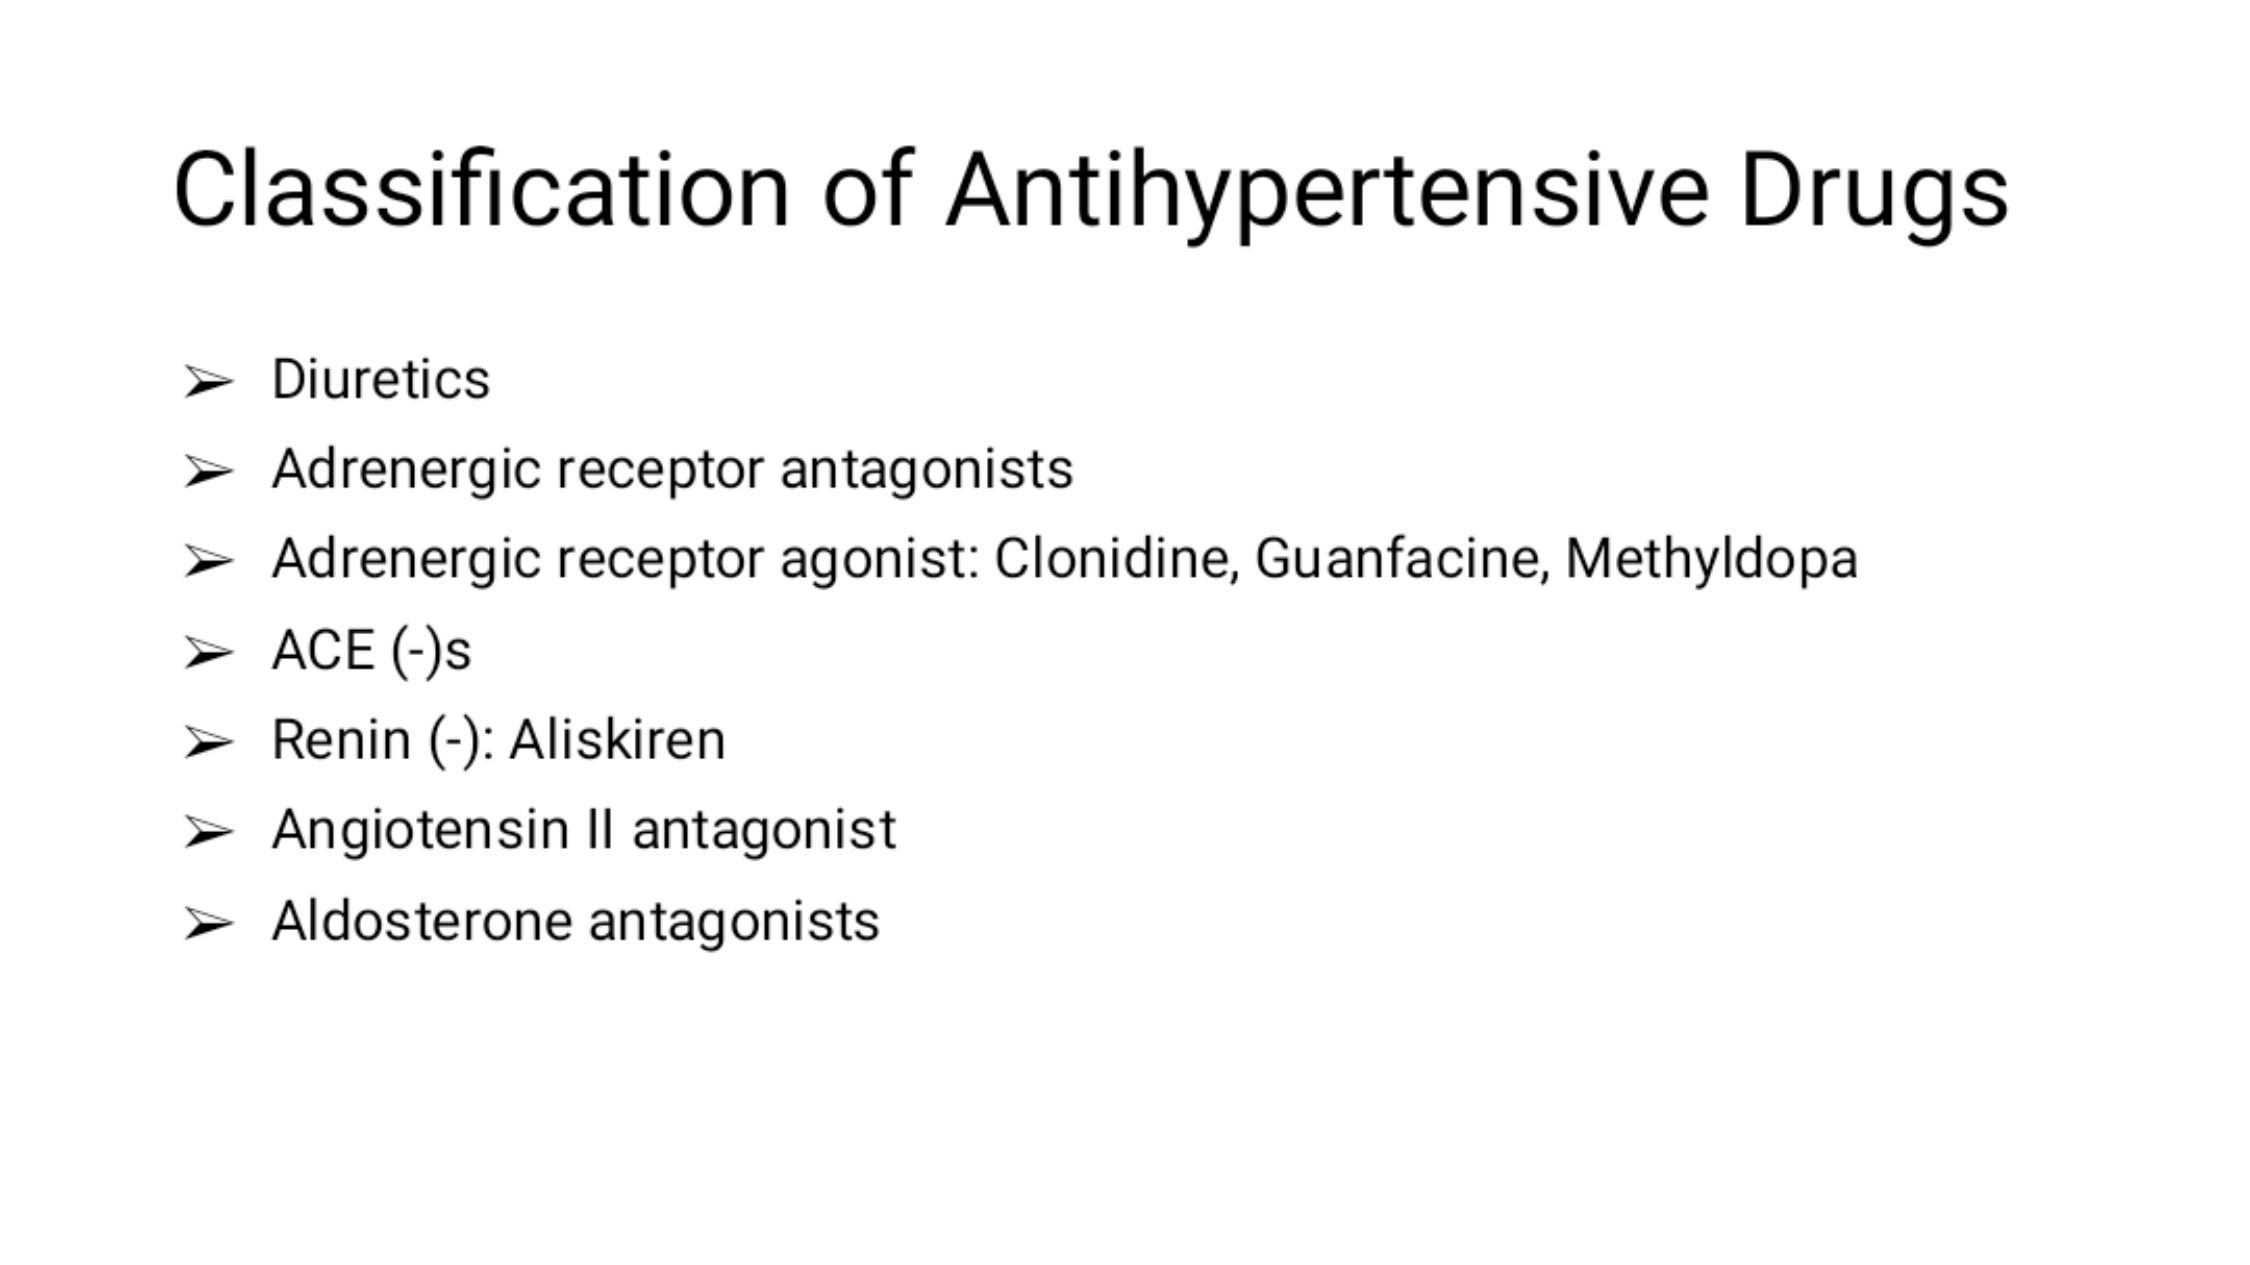 Classification of Antihypertensive Drugs
➢ Diuretics
➢ Adrenergic receptor antagonists
➢ Adrenergic receptor agonist: Clonidine, Guanfacine, Methyldopa
➢ ACE (-)s
➢ Renin (-): Aliskiren
➢ Angiotensin II antagonist
➢ Aldosterone antagonists